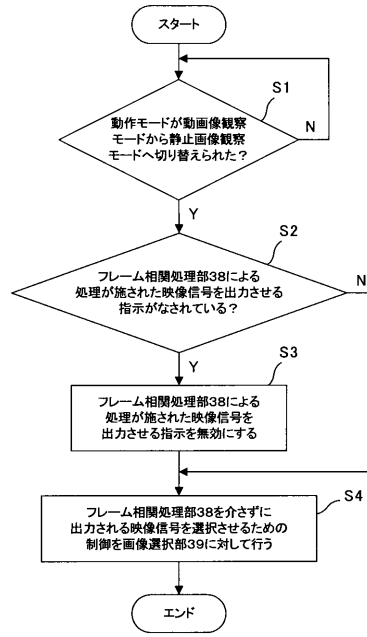 スタート
S1
動作モードが動画像観察
モードから静止画像観察
モードへ切り替えられた？
N
Y
S2
フレーム相関処理部38による
処理が施された映像信号を出力させる
指示がなされている？
N
Y
S3
フレーム相関処理部38による
処理が施された映像信号を
出力させる指示を無効にする
S4
フレーム相関処理部38を介さずに
出力される映像信号を選択させるための
制御を画像選択部39に対して行う
エンド